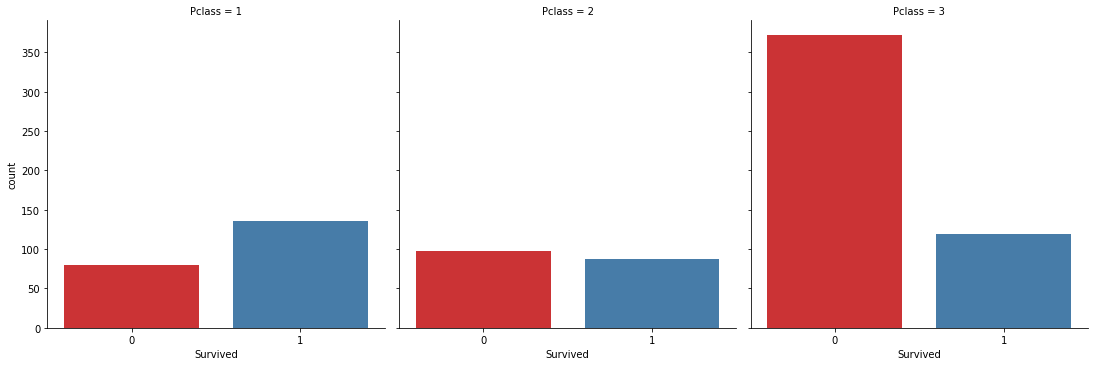 Pclass = 1
Pclass = 2
Pclass = 3
350
300
250
200
150
100
50
0
count
0 1
0 1
0 1
Survived
Survived
Survived